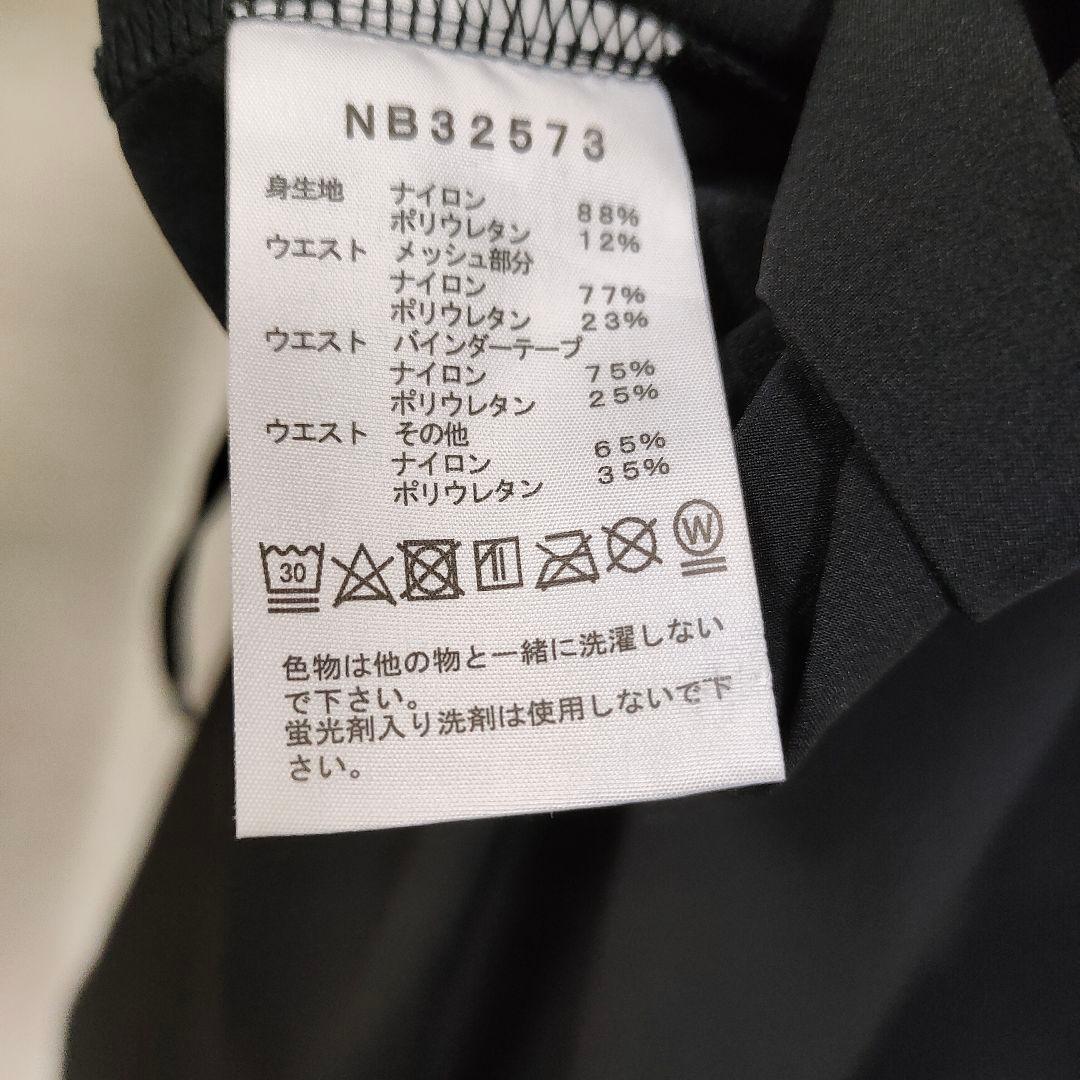 NB32573
身生地 ナイロン 88%
ポリウレタン 12%
ウエスト メッシュ部分
ナイロン 77%
ポリウレタン 23%
ウエスト バインダーテープ
ナイロン 75%
ポリウレタン 25%
ウエスト その他
ナイロン 65%
ポリウレタン 35%
30 W
色物は他の物と一緒に洗濯しない
で下さい。
蛍光剤入り洗剤は使用しないで下
さい。